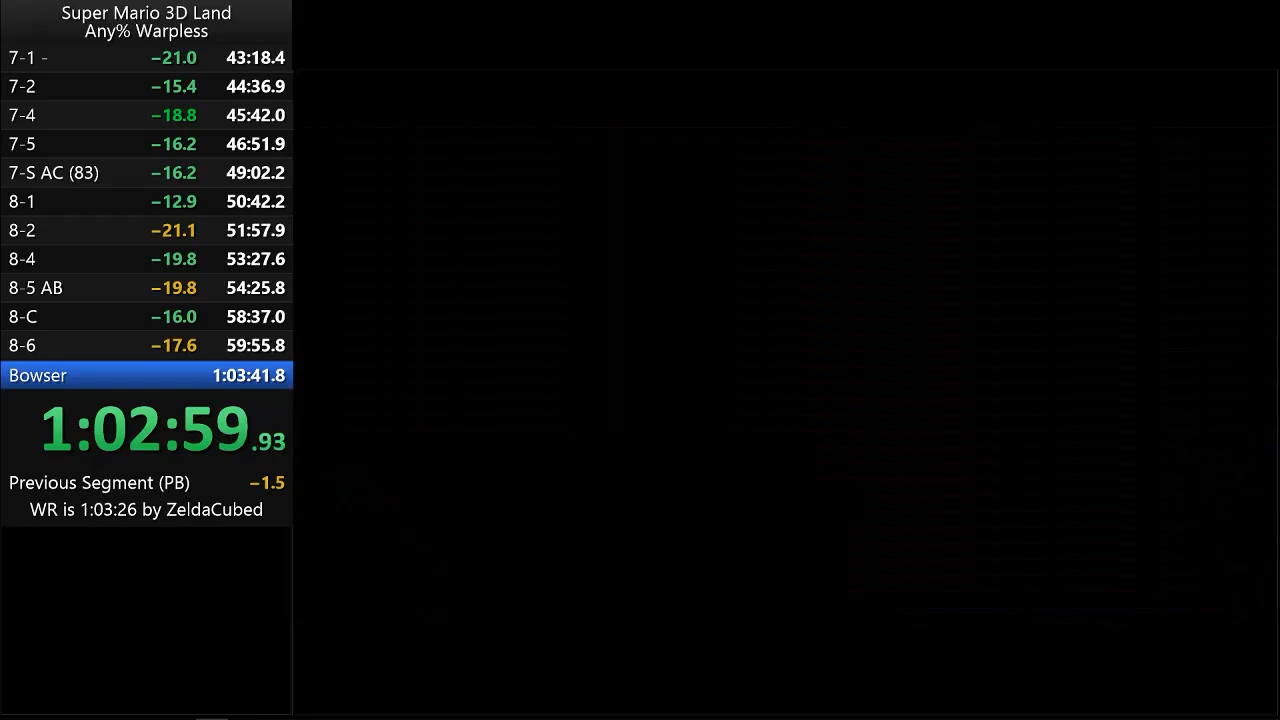 Super Mario 3D Land
Any% Warpless
7-1 - −21.0 43:18.4
7-2 −15.4 44:36.9
7-4 −18.8 45:42.0
7-5 −16.2 46:51.9
7-S AC (83) −16.2 49:02.2
8-1 −12.9 50:42.2
8-2 −21.1 51:57.9
8-4 −19.8 53:27.6
8-5 AB −19.8 54:25.8
8-C −16.0 58:37.0
8-6 −17.6 59:55.8
Bowser 1:03:41.8
1:02:59.93
Previous Segment (PB) −1.5
WR is 1:03:26 by ZeldaCubed